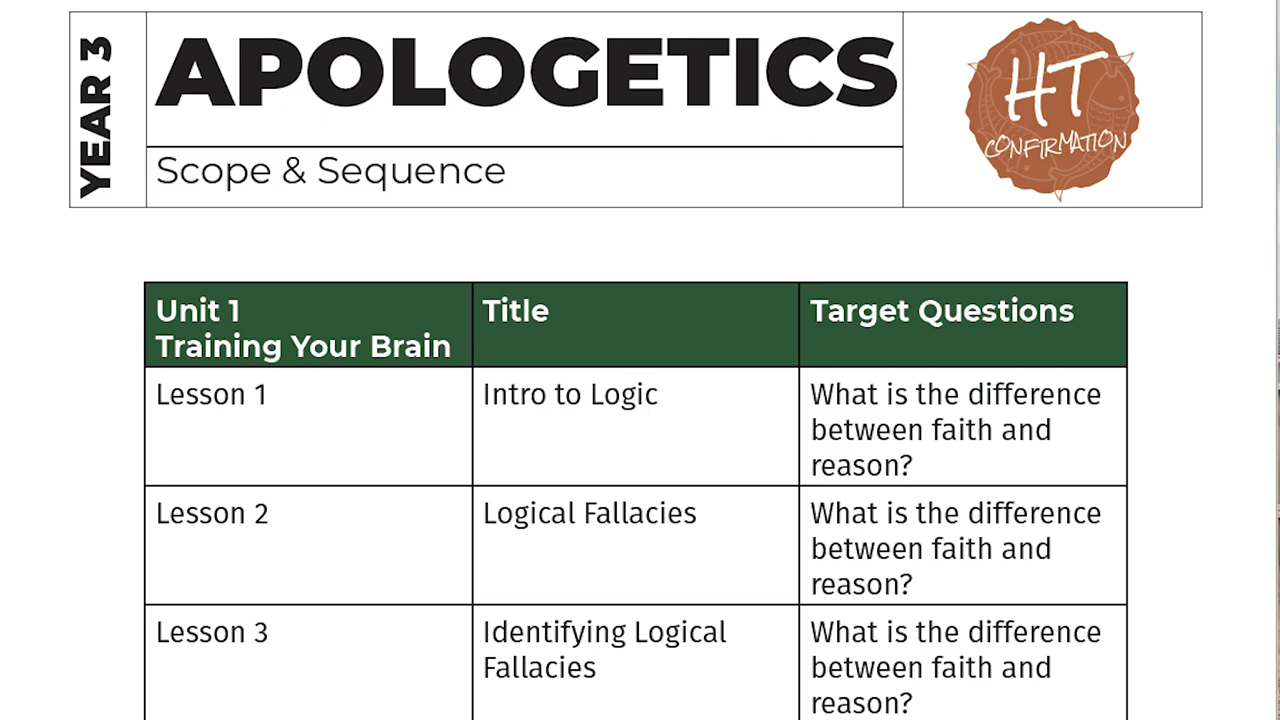 YEAR 3
APOLOGETICS
Scope & Sequence
HT
CONFIRMATION
Unit 1
Training Your Brain
Title
Target Questions
Lesson 1
Intro to Logic
What is the difference
between faith and
reason?
Lesson 2
Logical Fallacies
What is the difference
between faith and
reason?
Lesson 3
Identifying Logical
Fallacies
What is the difference
between faith and
reason?